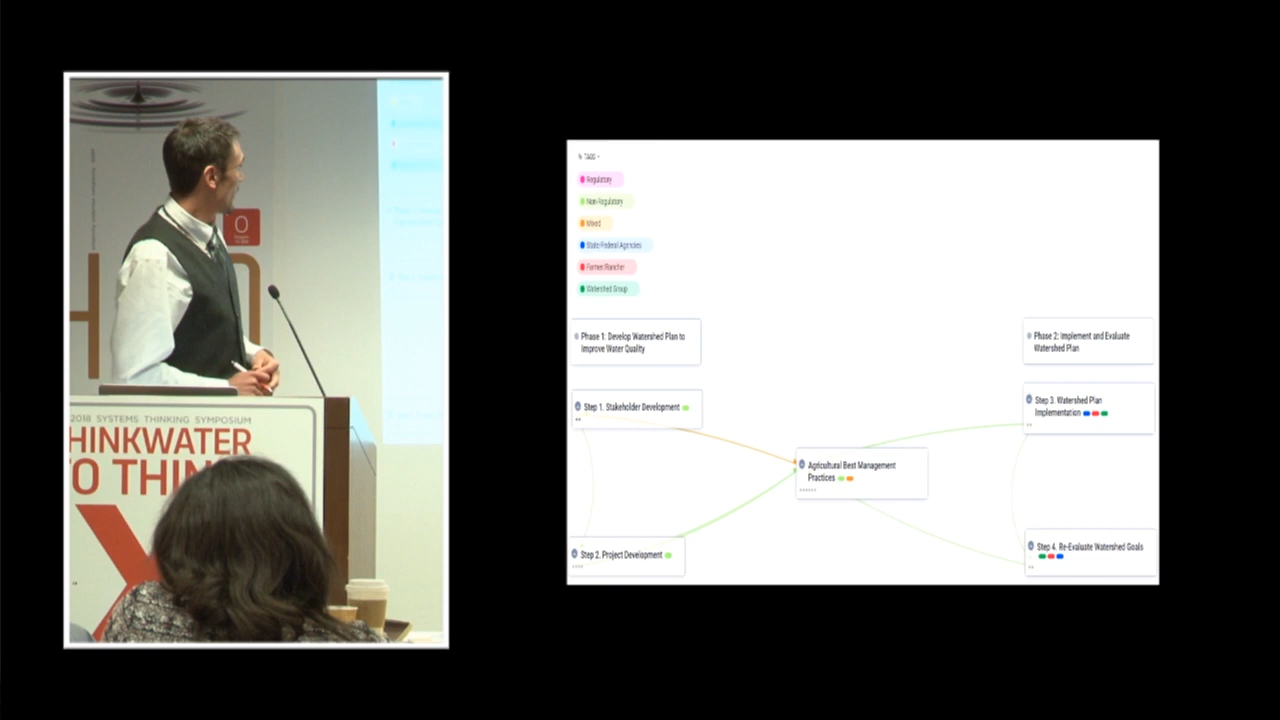 2018 SYSTEMS THINKING SYMPOSIUM
HINKWATER
TO THIN
TAGS
Regulatory
Non-Regulatory
Mixed
State/Federal Agencies
Farmer/Rancher
Watershed Group
Phase 1: Develop Watershed Plan to
Improve Water Quality
Phase 2: Implement and Evaluate
Watershed Plan
Step 1. Stakeholder Development
Step 3. Watershed Plan
Implementation
Agricultural Best Management
Practices
Step 2. Project Development
Step 4. Re-Evaluate Watershed Goals